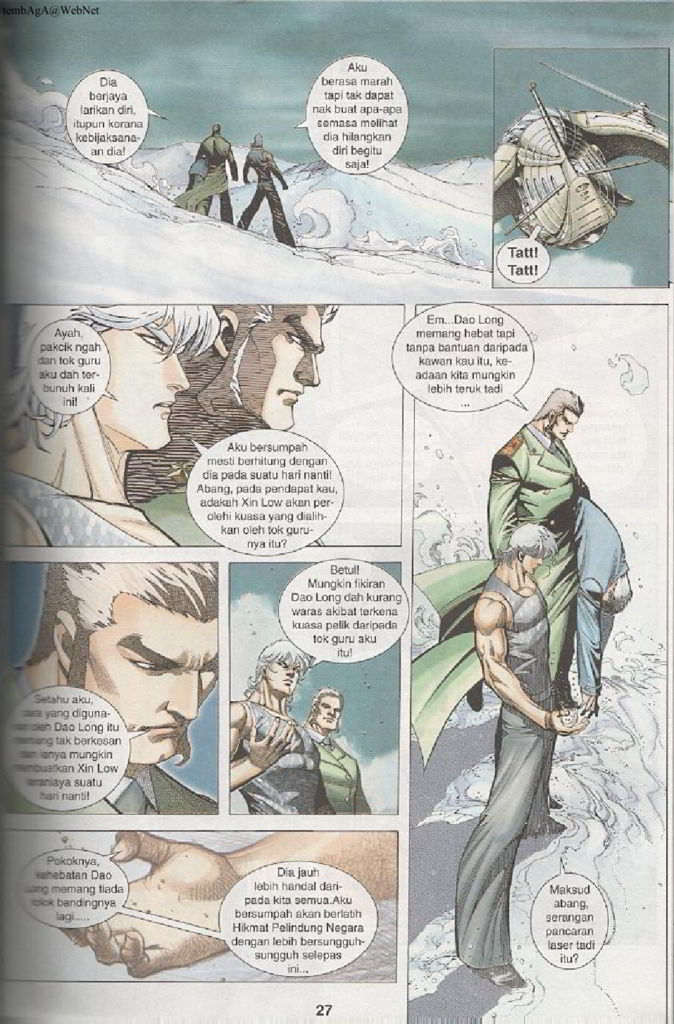 tembAgA@WebNet
Dia
berjaya
larikan diri,
itupun kerana
kebijaksana-
an dia!
Aku
berasa marah
tapi tak dapat
nak buat apa-apa
semasa melihat
dia hilangkan
diri begitu
saja!
Tatt!
Tatt!
Ayah,
pakcik ngah
dan tok guru
aku dah ter-
bunuh kali
ini!
Aku bersumpah
mesti berhitung dengan
dia pada suatu hari nanti!
Abang, pada pendapat kau,
adakah Xin Low akan per-
olehi kuasa yang dialih-
kan oleh tok guru-
nya itu?
Em...Dao Long
memang hebat tapi
tanpa bantuan daripada
kawan kau itu, ke-
adaan kita mungkin
lebih teruk tadi
...
Setahu aku,
yang diguna-
Dao Long itu
memang tak berkesan
ianya mungkin
Xin Low
teraniaya suatu
hari nanti!
Betul!
Mungkin fikiran
Dao Long dah kurang
waras akibat terkena
kuasa pelik daripada
tok guru aku
itu!
Pokoknya,
kehebatan Dao
Long memang tiada
tolok bandingnya
lagi.....
Dia jauh
lebih handal dari-
pada kita semua.Aku
bersumpah akan berlatih
Hikmat Pelindung Negara
dengan lebih bersungguh-
sungguh selepas
ini...
Maksud
abang,
serangan
pancaran
laser tadi
itu?
27